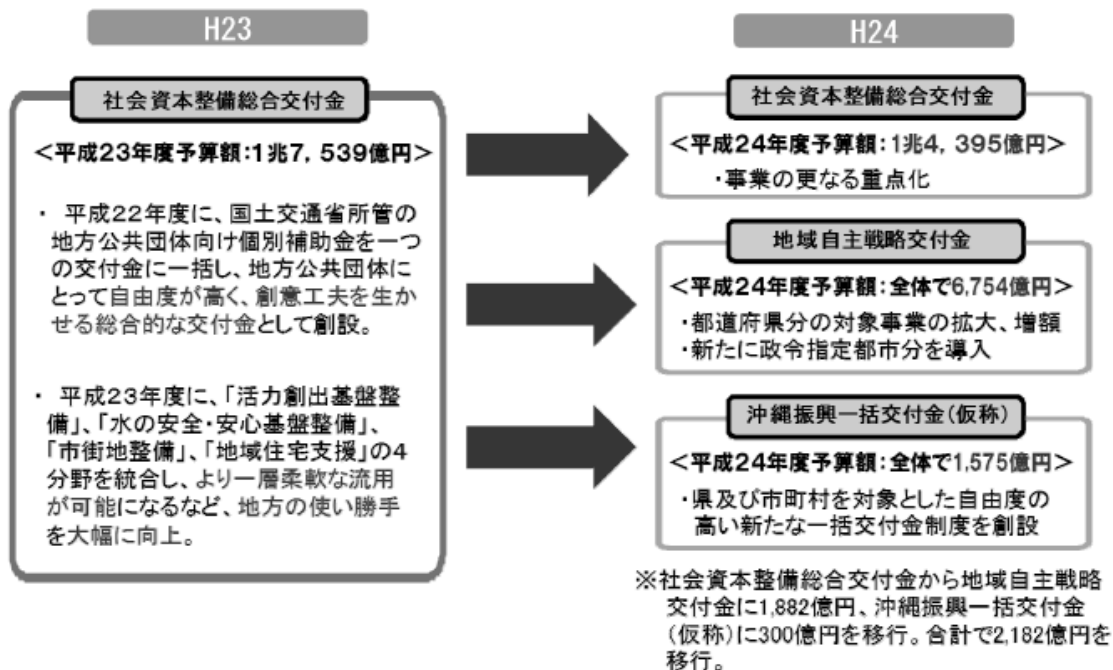 H23
社会資本整備総合交付金
＜平成23年度予算額：1兆7，539億円＞
・ 平成22年度に、国土交通省所管の
地方公共団体向け個別補助金を一つ
の交付金に一括し、地方公共団体に
とって自由度が高く、創意工夫を生か
せる総合的な交付金として創設。
・ 平成23年度に、「活力創出基盤整
備」、「水の安全・安心基盤整備」、
「市街地整備」、「地域住宅支援」の4
分野を統合し、より一層柔軟な流用
が可能になるなど、地方の使い勝手
を大幅に向上。
H24
社会資本整備総合交付金
＜平成24年度予算額：1兆4，395億円＞
・事業の更なる重点化
地域自主戦略交付金
＜平成24年度予算額：全体で6,754億円＞
・都道府県分の対象事業の拡大、増額
・新たに政令指定都市分を導入
沖縄振興一括交付金（仮称）
＜平成24年度予算額：全体で1,575億円＞
・県及び市町村を対象とした自由度の
高い新たな一括交付金制度を創設
※社会資本整備総合交付金から地域自主戦略
交付金に1,882億円、沖縄振興一括交付金
（仮称）に300億円を移行。合計で2,182億円を
移行。